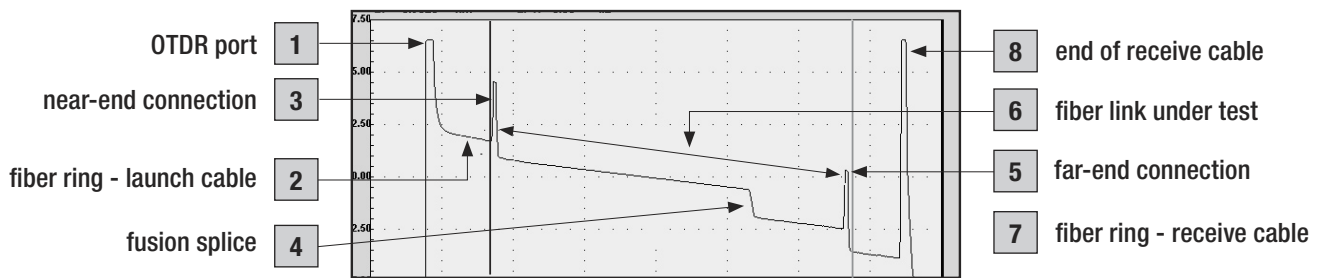 7.50
OTDR port 1
8 end of receive cable
5.00
near-end connection 3
6 fiber link under test
2.50
fiber ring - launch cable 2
0.00
5 far-end connection
fusion splice 4
2.50
7 fiber ring - receive cable